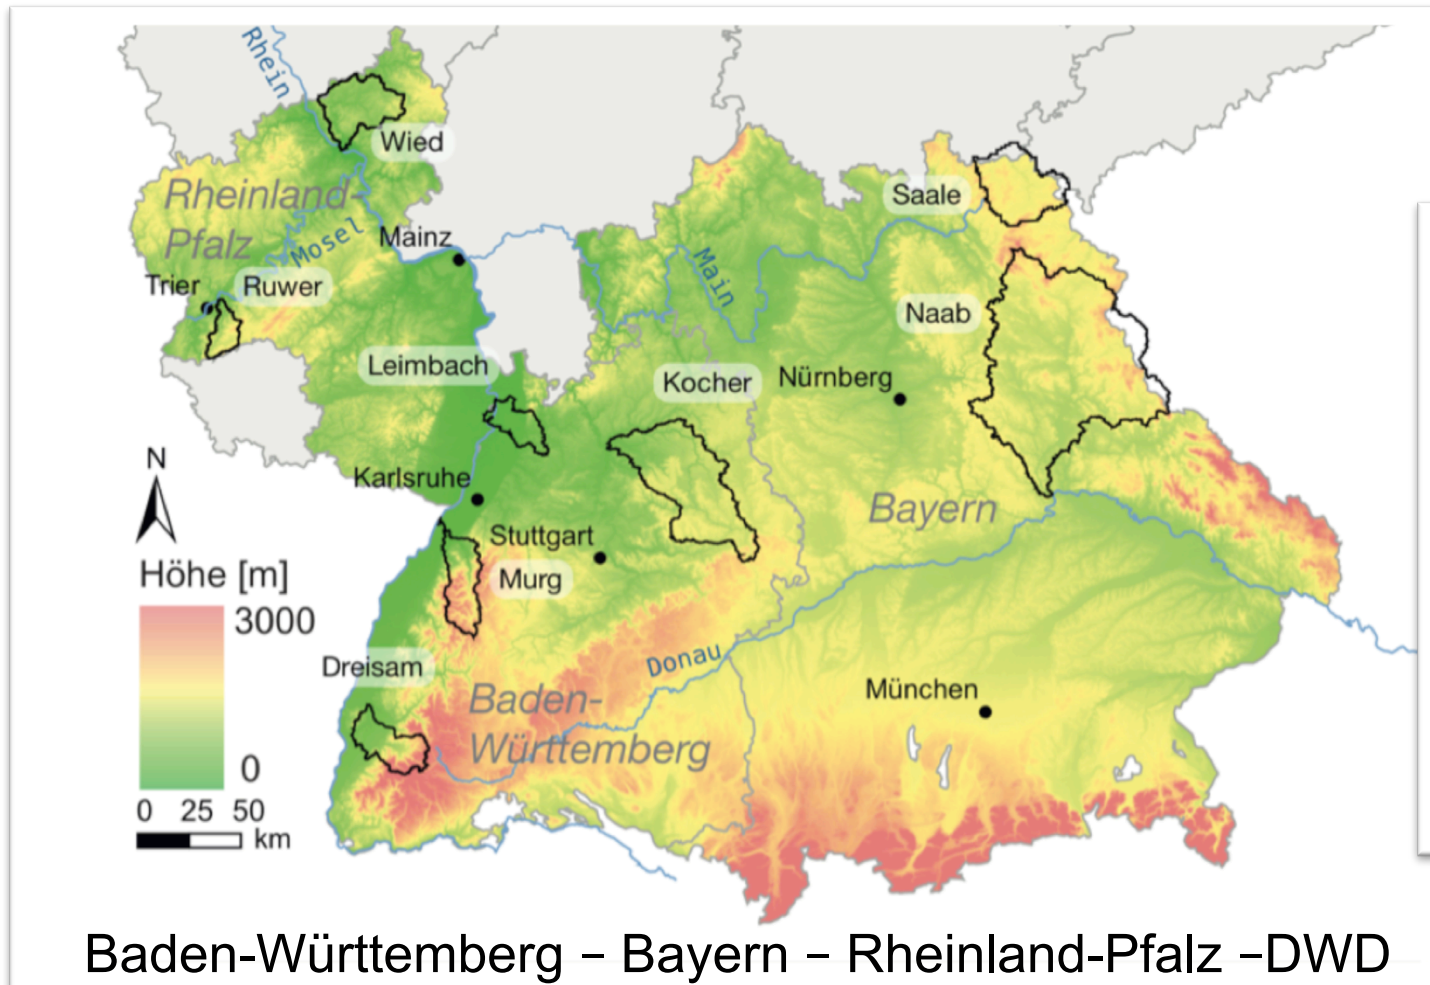 Rhein
Wied
Rheinland-
Pfalz
Saale
Mosel
Mainz
Main
Trier
Ruwer
Naab
Leimbach
Kocher
Nürnberg
N
Karlsruhe
Bayern
Stuttgart
Höhe [m]
Murg
3000
Donau
Dreisam
München
Baden-
Württemberg
0
0 25 50
km
Baden-Württemberg – Bayern – Rheinland-Pfalz –DWD